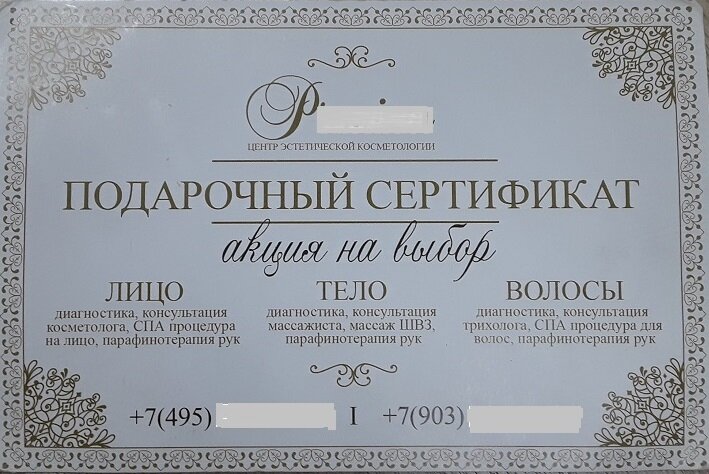 ЦЕНТР ЭСТЕТИЧЕСКОЙ КОСМЕТОЛОГИИ
ПОДАРОЧНЫЙ СЕРТИФИКАТ
акция на выбор
ЛИЦО
диагностика, консультация
косметолога, СПА процедура
на лицо, парафинотерапия рук
ТЕЛО
диагностика, консультация
массажиста, массаж ШВЗ,
парафинотерапия рук
ВОЛОСЫ
диагностика, консультация
трихолога, СПА процедура для
волос, парафинотерапия рук
+7(495) I +7(903)